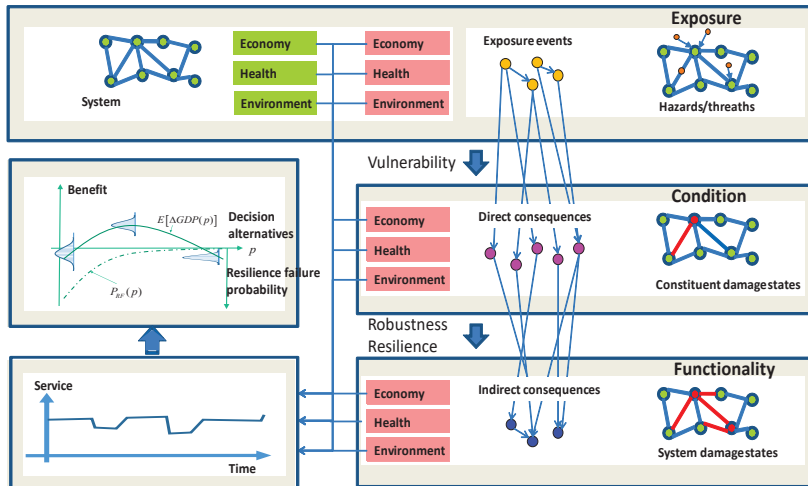 Exposure
Economy
Economy
Exposure events
Health
Health
System
Environment
Environment
Hazards/threaths
Vulnerability
Condition
Benefit
E[ΔGDP(p)]
Decision
alternatives
p
Resilience failure
probability
P_RF(p)
Economy
Direct consequences
Health
Environment
Constituent damage states
Robustness
Resilience
Functionality
Service
Time
Economy
Indirect consequences
Health
Environment
System damage states